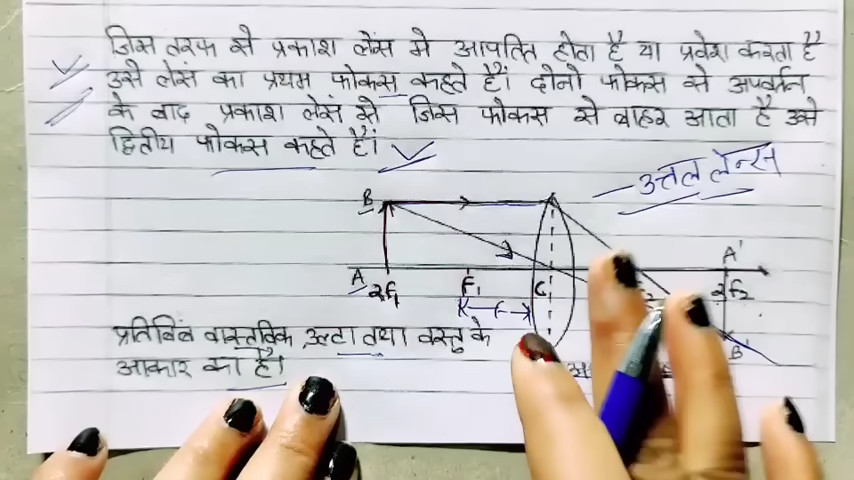 जिस तरफ से प्रकाश लेंस मे आपतित होता है या प्रवेश करता है
उसे लेंस का प्रथम फोकस कहते हैं। दोनो फोकस से अपवर्तन
के बाद प्रकाश लेंस से जिस फोकस से बाहर आता है उसे
द्वितीय फोकस कहते है।
उत्तल लेन्स
B
A'
A
2f₁
F₁
C
2f₂
F
B'
प्रतिबिंब वास्तविक, उल्टा तथा वस्तु के
आकार का है।